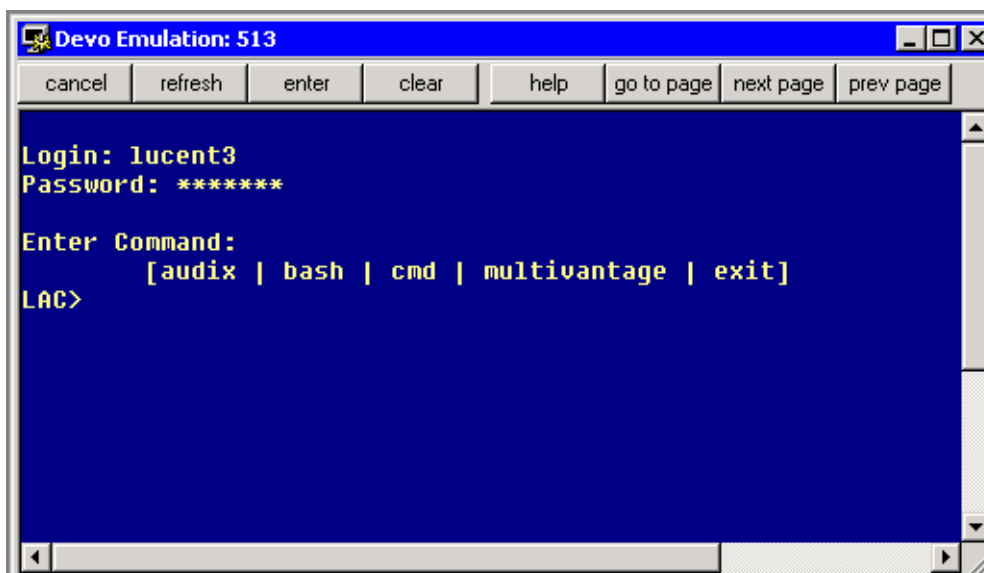 Devo Emulation: 513
cancel refresh enter clear help go to page next page prev page
Login: lucent3
Password: *******
Enter Command:
[audix | bash | cmd | multivantage | exit]
LAC>